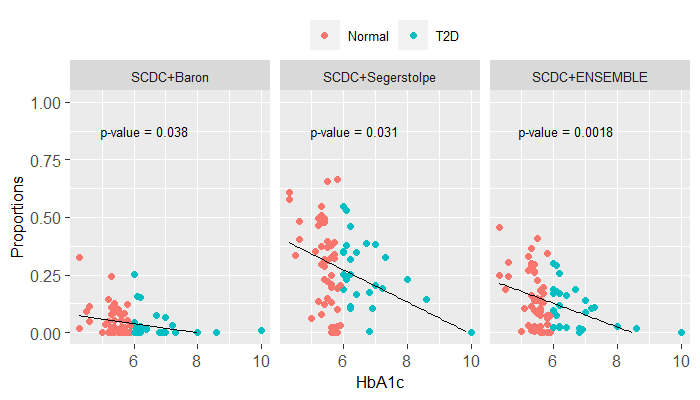 Normal T2D
SCDC+Baron SCDC+Segerstolpe SCDC+ENSEMBLE
1.00
p-value = 0.038 p-value = 0.031 p-value = 0.0018
0.75
Proportions
0.50
0.25
0.00
6 8 10 6 8 10 6 8 10
HbA1c